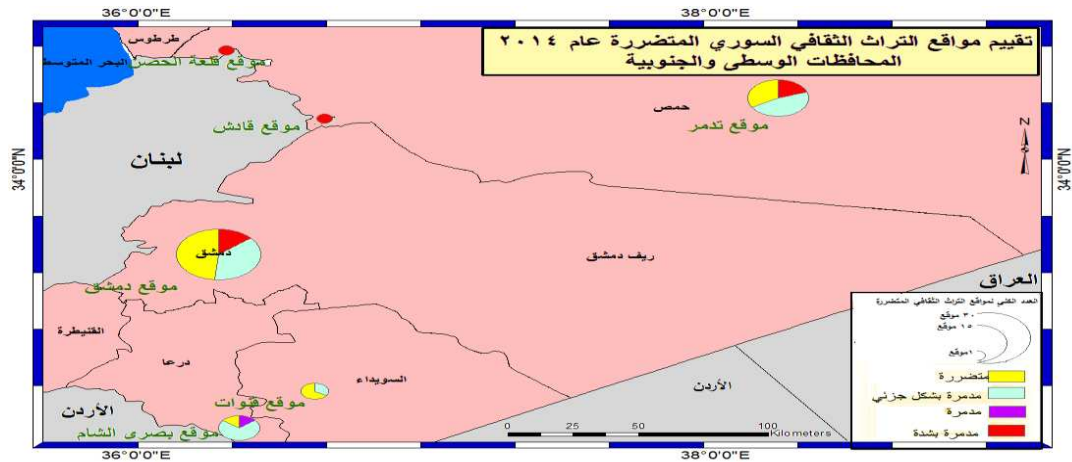 36°0'0"E
38°0'0"E
تقييم مواقع التراث الثقافي السوري المتضررة عام ٢٠١٤
المحافظات الوسطى والجنوبية
طرطوس
البحر المتوسط
موقع قلعة الحصن
حمص
موقع تدمر
موقع قادش
N
لبنان
34°0'0"N
34°0'0"N
دمشق
ريف دمشق
موقع دمشق
العراق
القنيطرة
درعا
السويداء
موقع قنوات
الأردن
الأردن
موقع بصرى الشام
العدد الكلي لمواقع التراث الثقافي المتضررة
٣٠ موقع
١٥ موقع
١موقع
متضررة
مدمرة بشكل جزئي
مدمرة
مدمرة بشدة
0 25 50 100
Kilometers
36°0'0"E
38°0'0"E